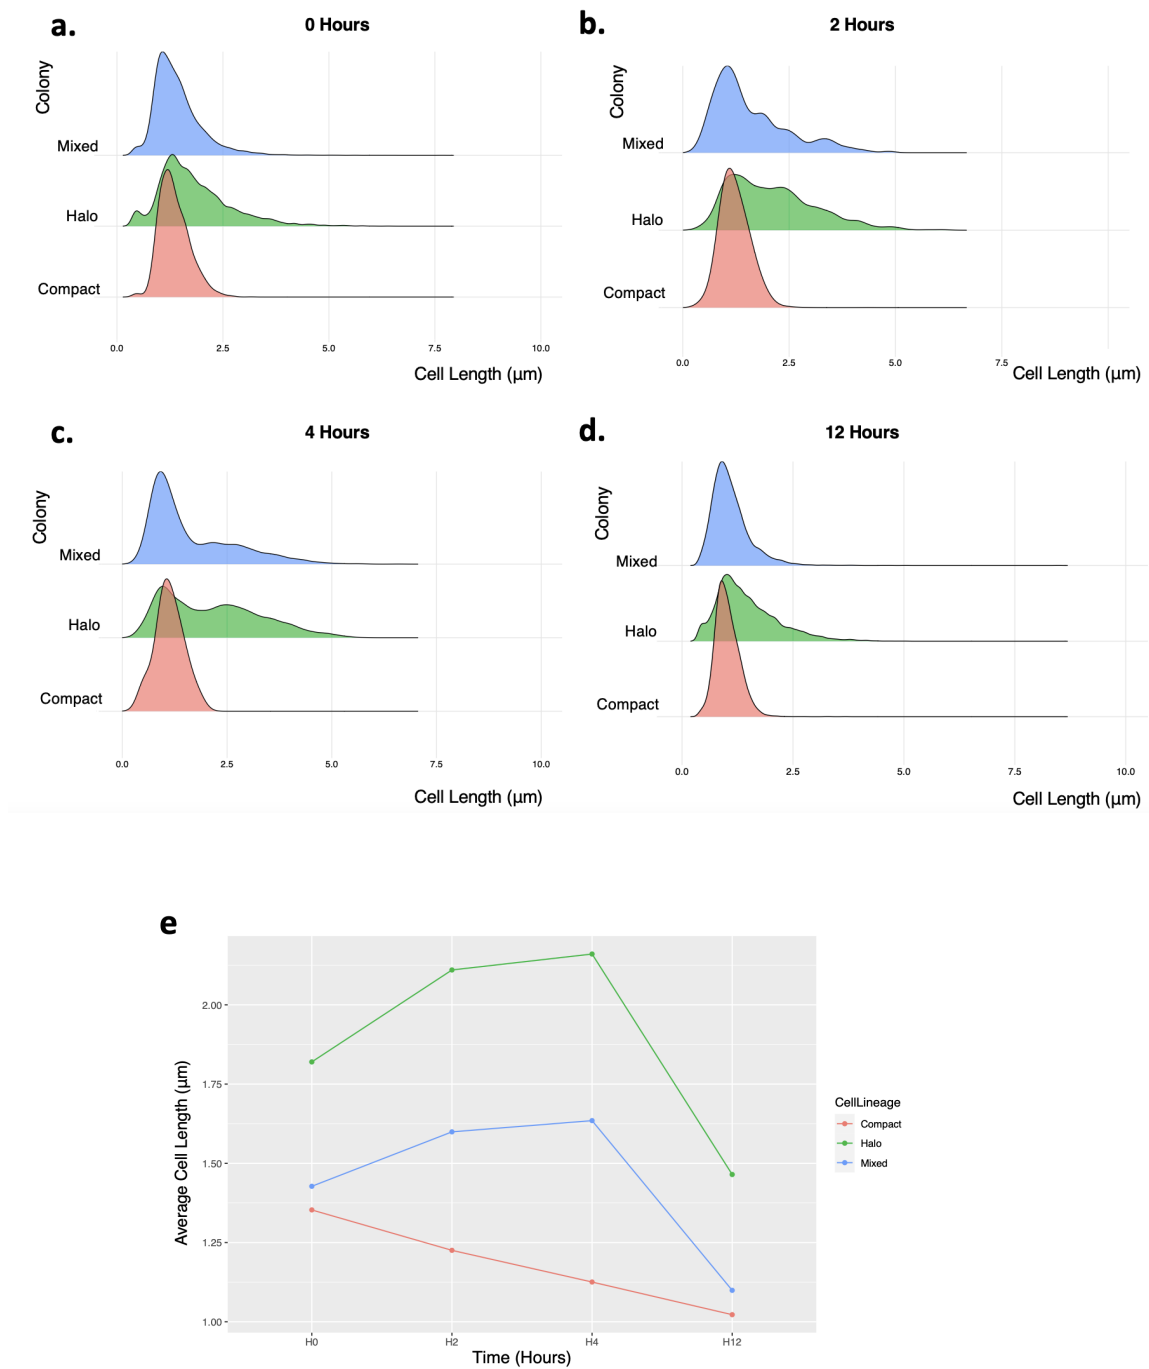 a.
0 Hours
Colony
Mixed
Halo
Compact
0.0 2.5 5.0 7.5 10.0
Cell Length (μm)
b.
2 Hours
Colony
Mixed
Halo
Compact
0.0 2.5 5.0 7.5
Cell Length (μm)
c.
4 Hours
Colony
Mixed
Halo
Compact
0.0 2.5 5.0 7.5 10.0
Cell Length (μm)
d.
12 Hours
Colony
Mixed
Halo
Compact
0.0 2.5 5.0 7.5 10.0
Cell Length (μm)
e
Average Cell Length (μm)
2.00
1.75
1.50
1.25
1.00
H0 H2 H4 H12
Time (Hours)
CellLineage
Compact
Halo
Mixed